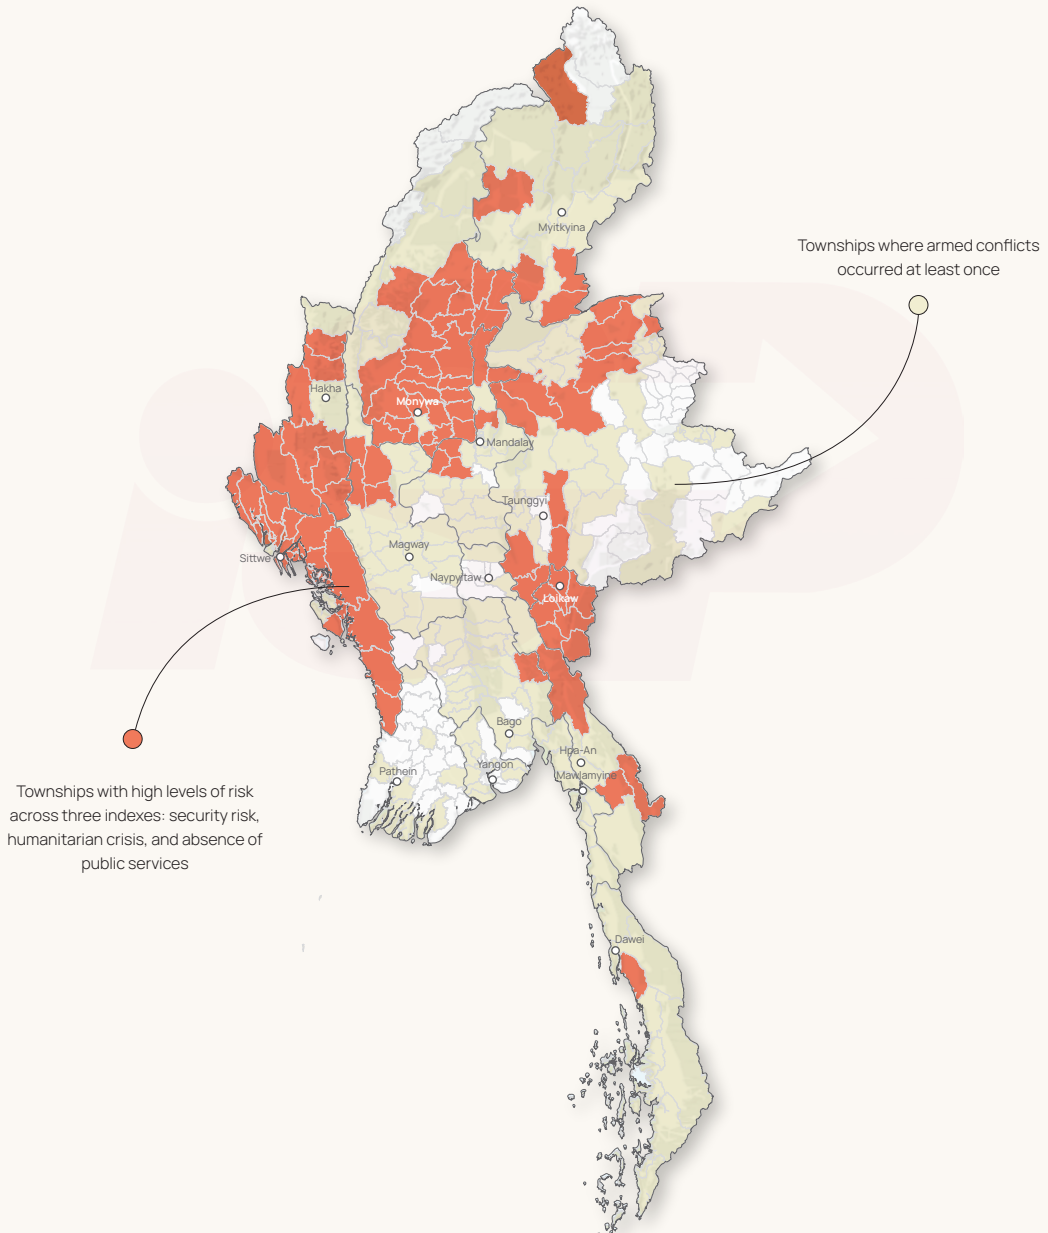 Myitkyina
Townships where armed conflicts
occurred at least once
Hakha
Monywa
Mandalay
Taunggyi
Magway
Sittwe
Naypyitaw
Loikaw
Bago
Hpa-An
Yangon
Pathein
Mawlamyine
Townships with high levels of risk
across three indexes: security risk,
humanitarian crisis, and absence of
public services
Dawei